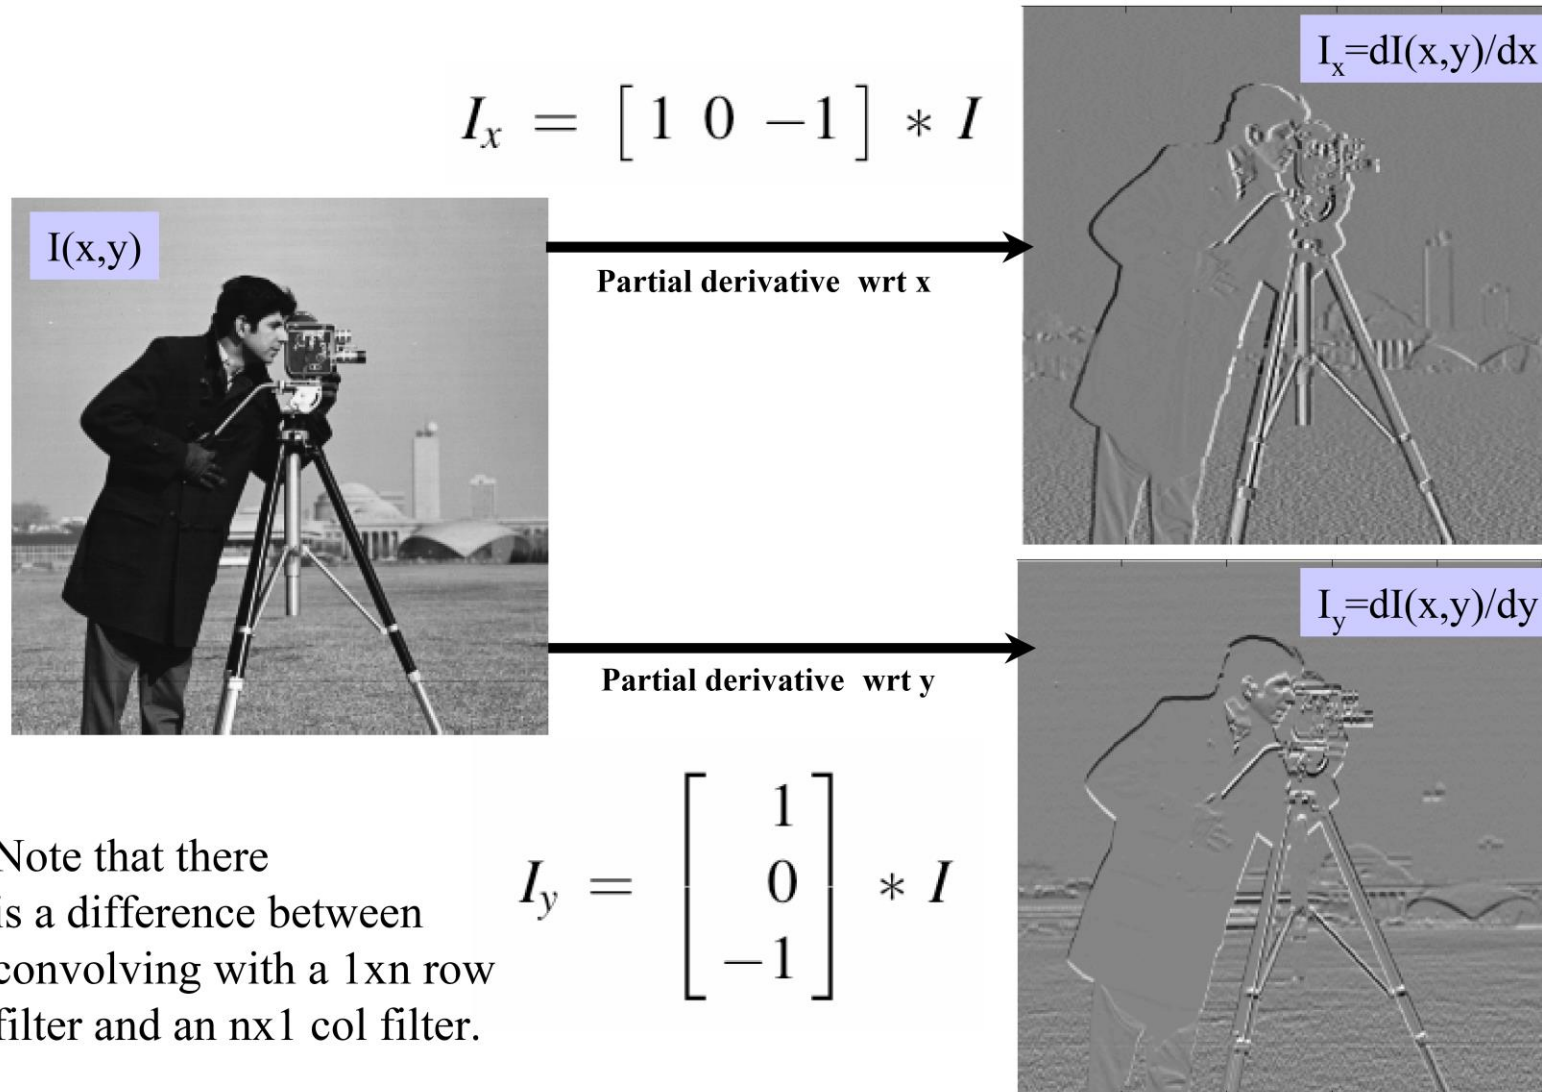 I_x = [ 1 0 −1 ] * I
I_x=dI(x,y)/dx
I(x,y)
Partial derivative wrt x
I_y=dI(x,y)/dy
Partial derivative wrt y
I_y = [ 1
0
−1 ] * I
Note that there
is a difference between
convolving with a 1xn row
filter and an nx1 col filter.